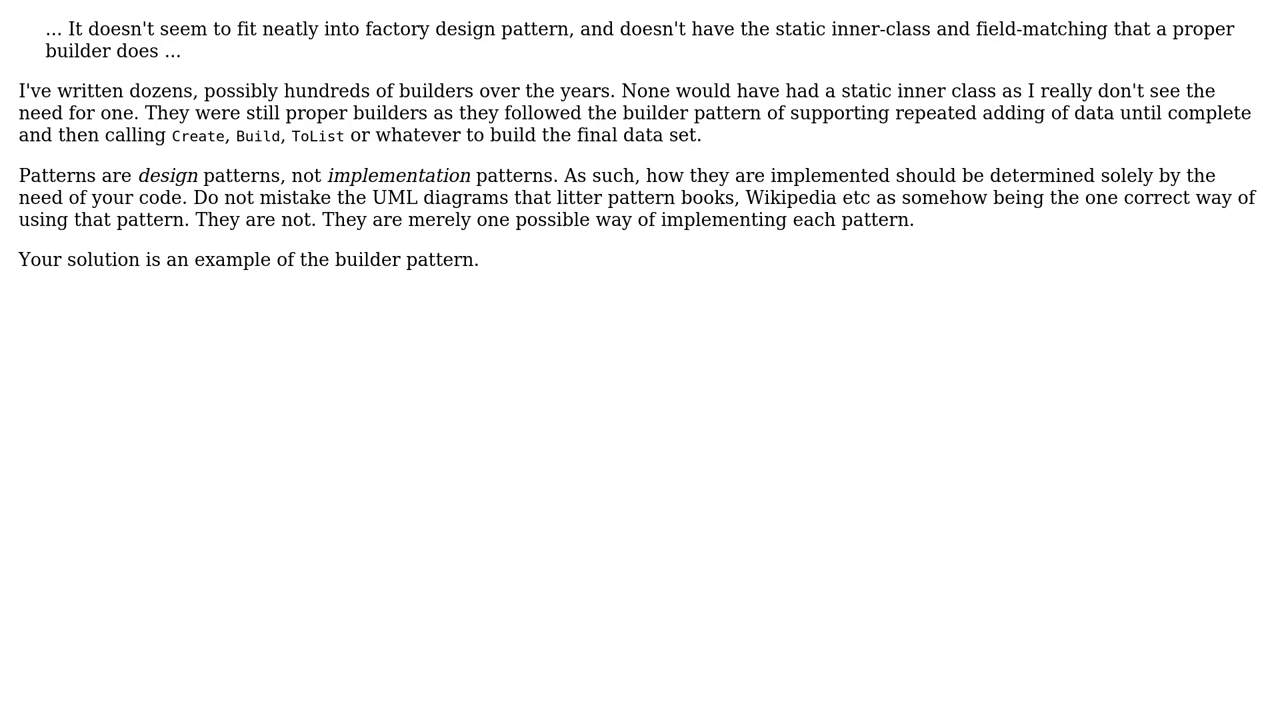 ... It doesn't seem to fit neatly into factory design pattern, and doesn't have the static inner-class and field-matching that a proper
builder does ...
I've written dozens, possibly hundreds of builders over the years. None would have had a static inner class as I really don't see the
need for one. They were still proper builders as they followed the builder pattern of supporting repeated adding of data until complete
and then calling Create, Build, ToList or whatever to build the final data set.
Patterns are design patterns, not implementation patterns. As such, how they are implemented should be determined solely by the
need of your code. Do not mistake the UML diagrams that litter pattern books, Wikipedia etc as somehow being the one correct way of
using that pattern. They are not. They are merely one possible way of implementing each pattern.
Your solution is an example of the builder pattern.